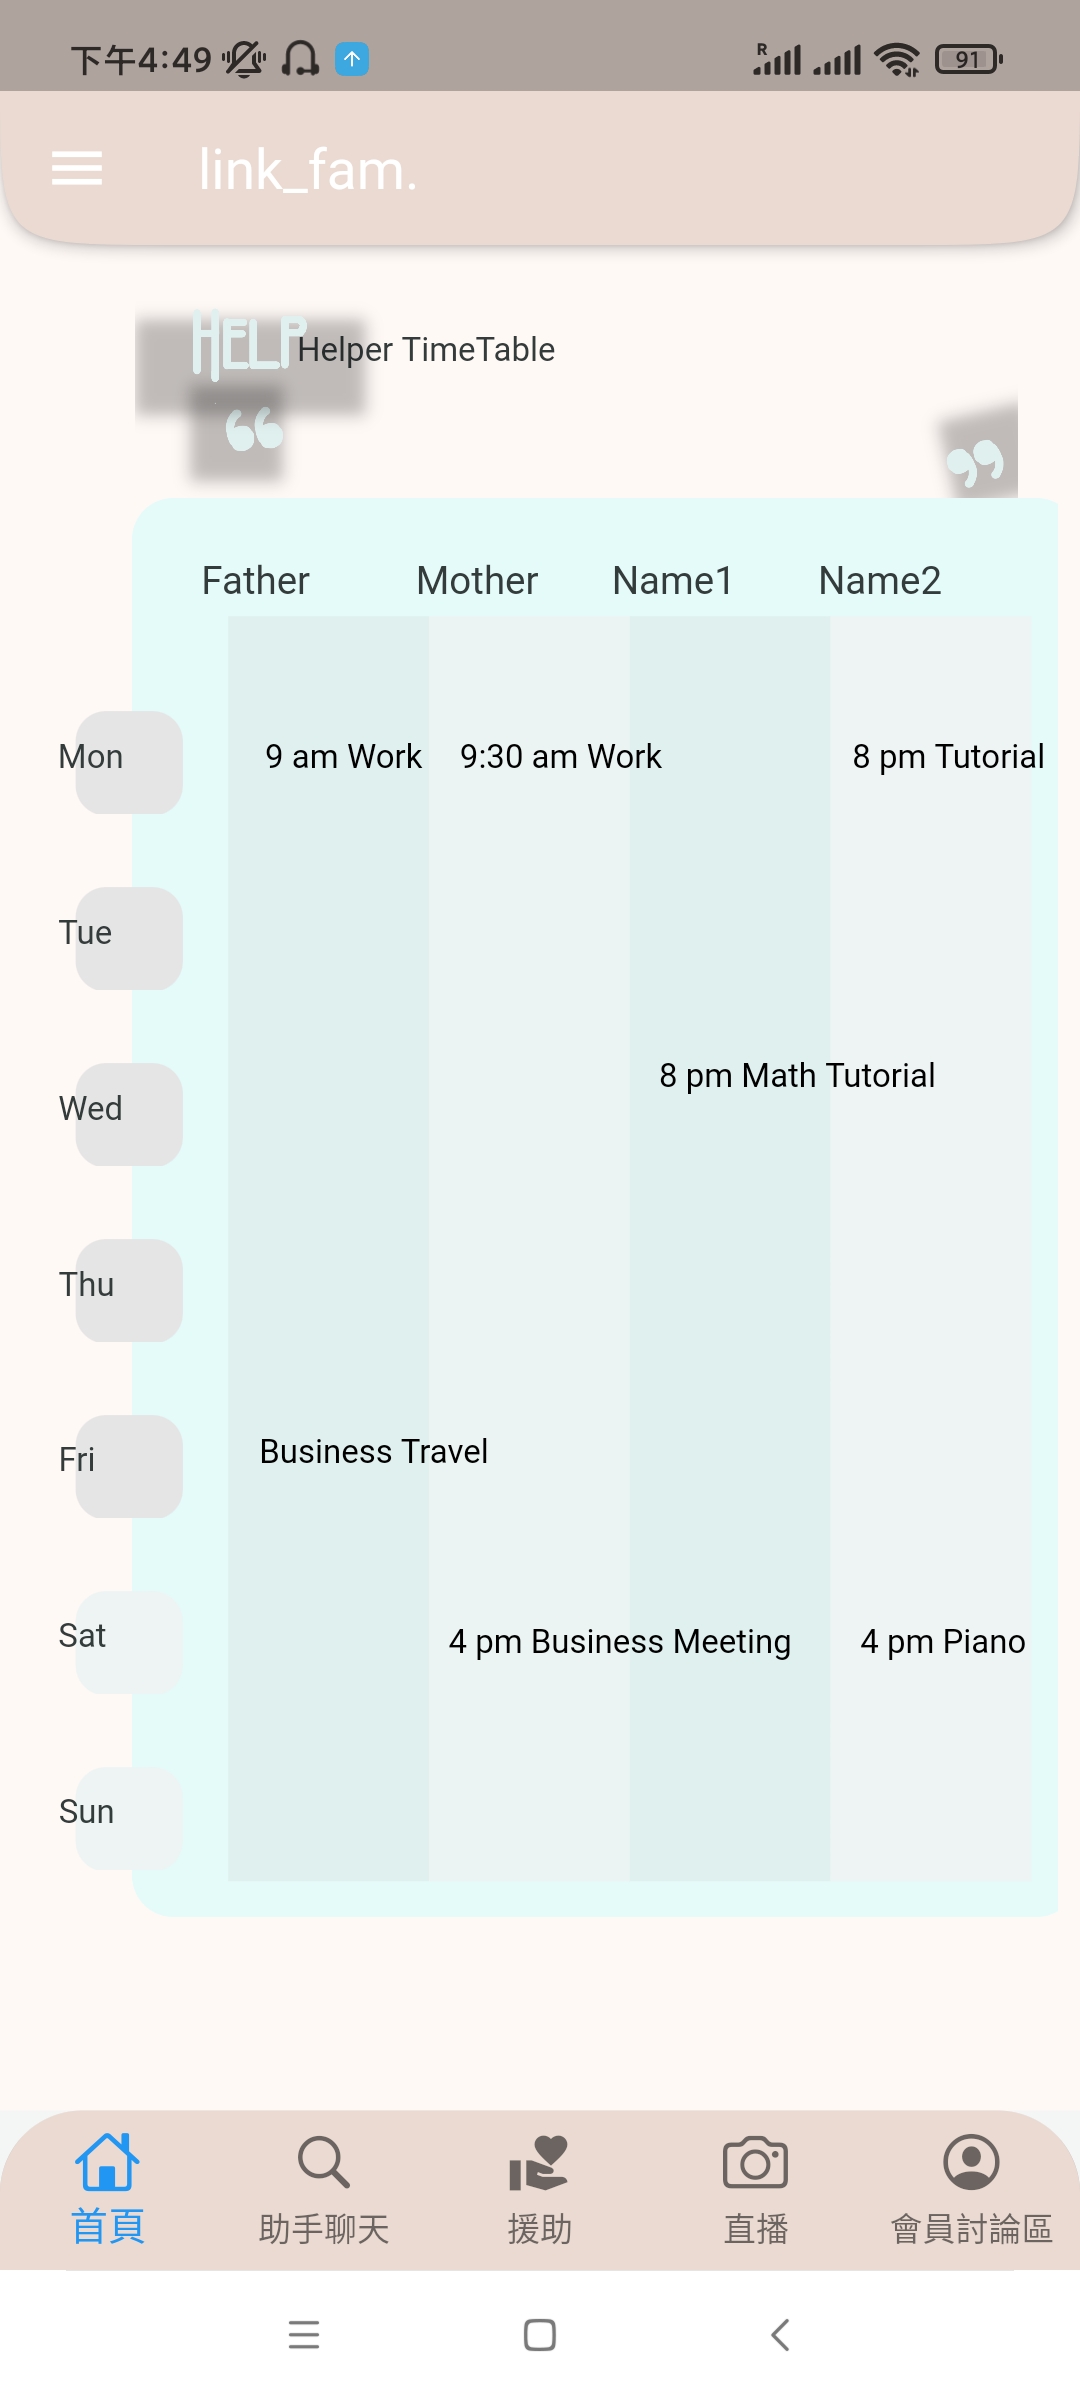 下午4:49
R
91
link_fam.
HELP
Helper TimeTable
“
”
Father Mother Name1 Name2
Mon 9 am Work 9:30 am Work 8 pm Tutorial
Tue
8 pm Math Tutorial
Wed
Thu
Fri Business Travel
Sat 4 pm Business Meeting 4 pm Piano
Sun
首頁 助手聊天 援助 直播 會員討論區